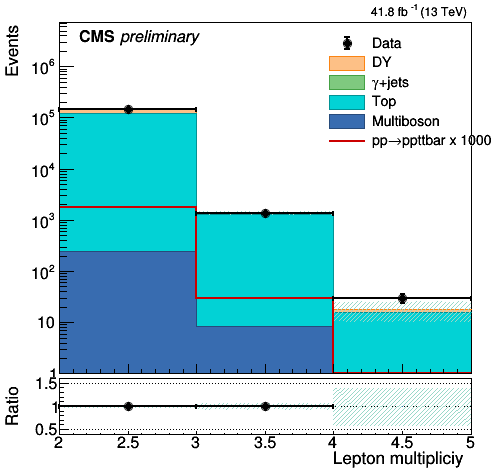 41.8 fb⁻¹ (13 TeV)
CMS preliminary
Events
Data
DY
γ+jets
Top
Multiboson
pp→ppttbar x 1000
10⁶
10⁵
10⁴
10³
10²
10
1
Ratio
1.5
1
0.5
2 2.5 3 3.5 4 4.5 5
Lepton multipliciy